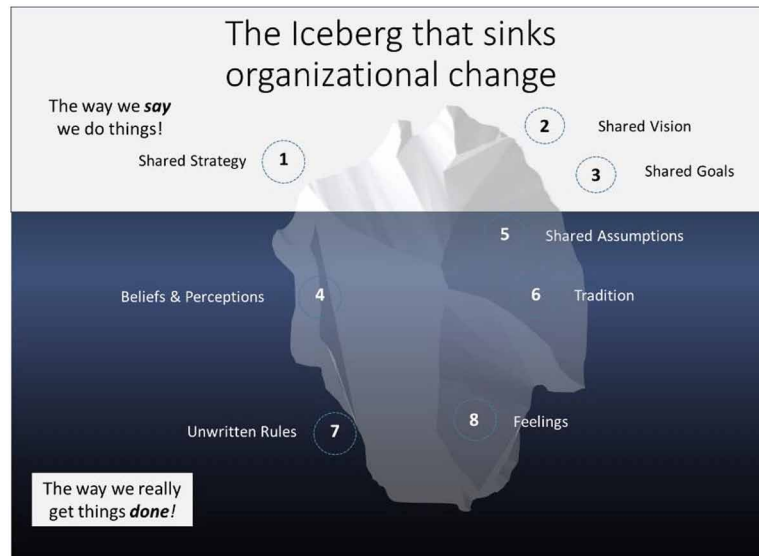 The Iceberg that sinks
organizational change
The way we say
we do things!
2 Shared Vision
Shared Strategy 1
3 Shared Goals
5 Shared Assumptions
Beliefs & Perceptions 4
6 Tradition
8 Feelings
Unwritten Rules 7
The way we really
get things done!